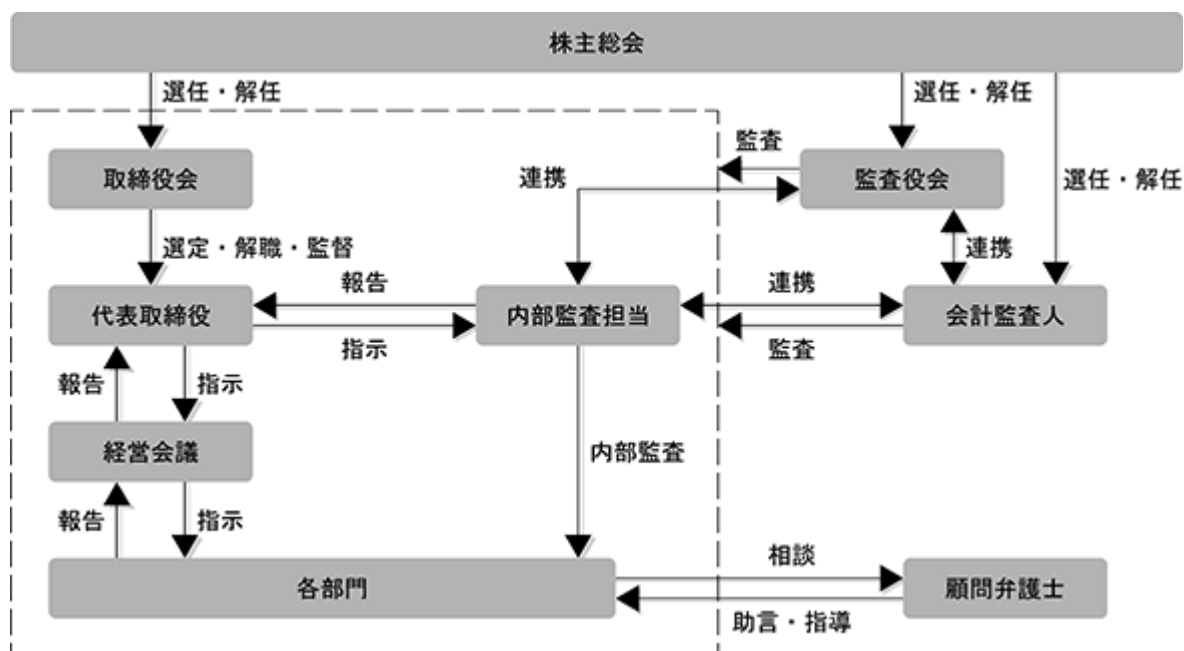 株主総会
選任・解任
選任・解任
監査
取締役会
連携
監査役会
選任・解任
選定・解職・監督
連携
報告
連携
代表取締役
内部監査担当
会計監査人
指示
監査
報告
指示
経営会議
内部監査
報告
指示
相談
各部門
顧問弁護士
助言・指導